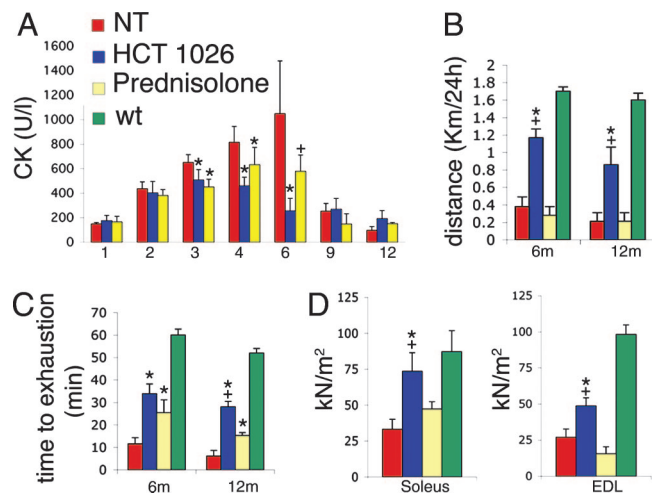 A
NT
HCT 1026
Prednisolone
wt
CK (U/l)
1600
1400
1200
1000
800
600
400
200
0
* * * * * +
1 2 3 4 6 9 12
B
distance (Km/24h)
2
1.8
1.6
1.4
1.2
1
0.8
0.6
0.4
0.2
0
*
+
*
+
6m 12m
C
time to exhaustion
(min)
70
60
50
40
30
20
10
0
* *
*
+
*
6m 12m
D
kN/m²
125
100
75
50
25
0
*
+
Soleus
kN/m²
125
100
75
50
25
0
*
+
EDL